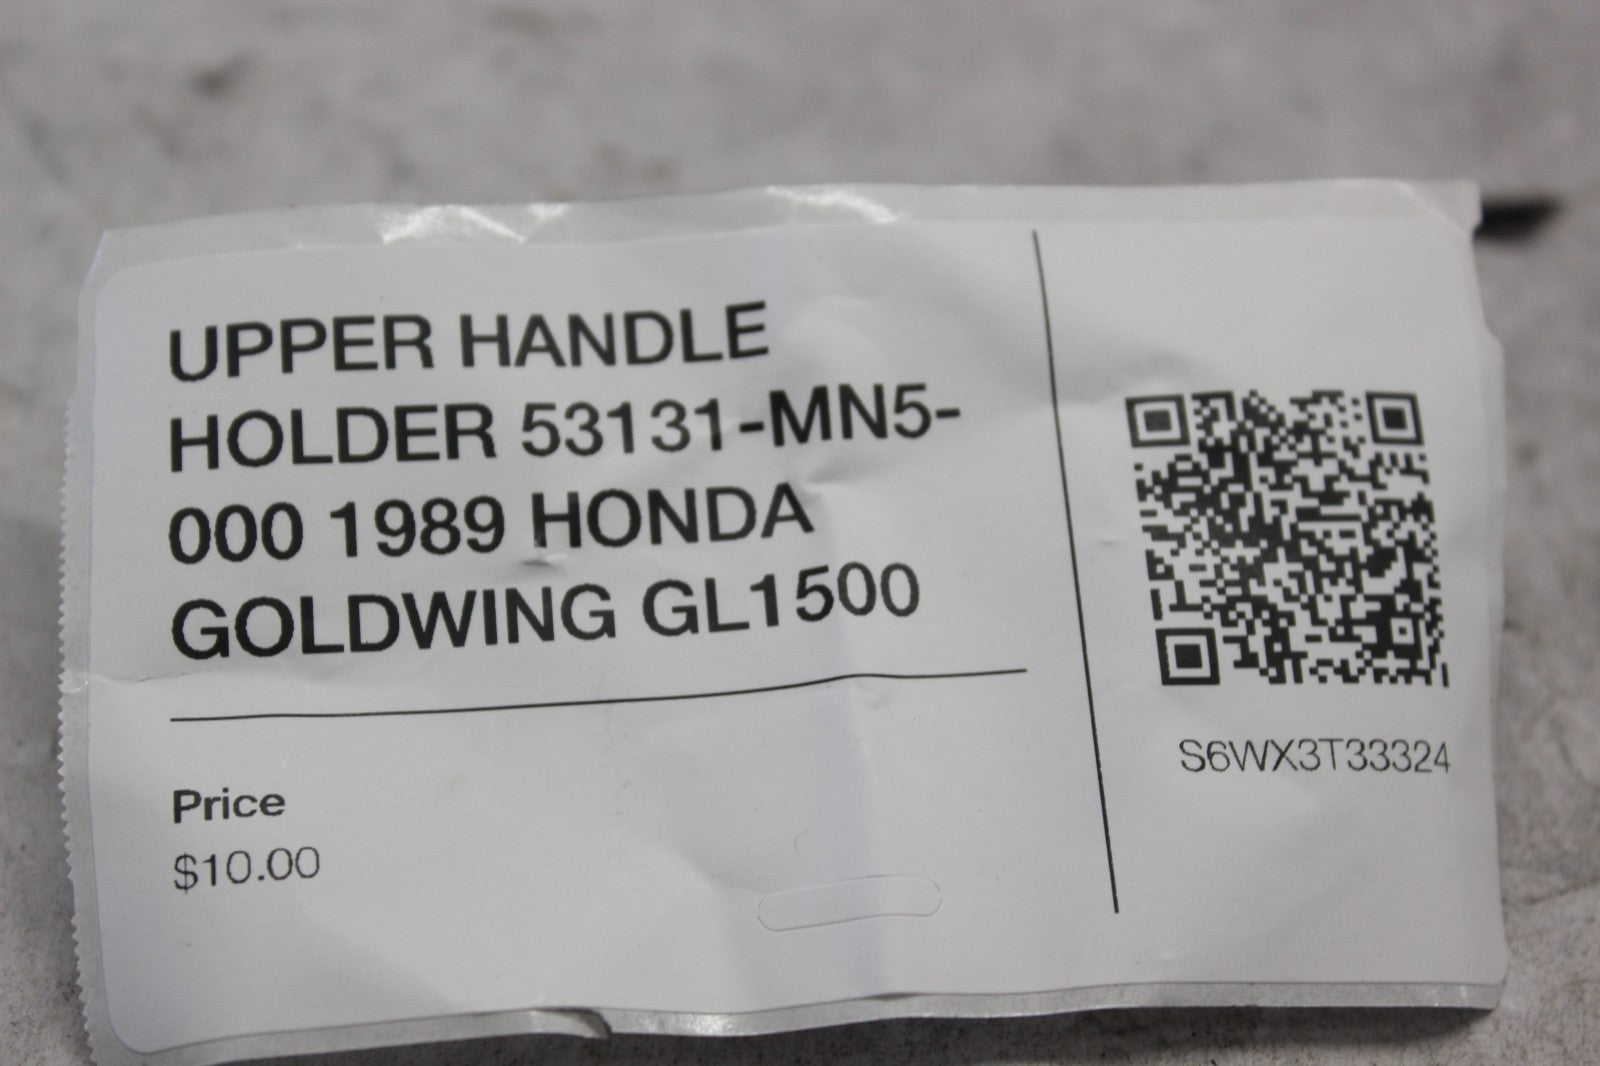 UPPER HANDLE
HOLDER 53131-MN5-
000 1989 HONDA
GOLDWING GL1500
Price
$10.00
S6WX3T33324